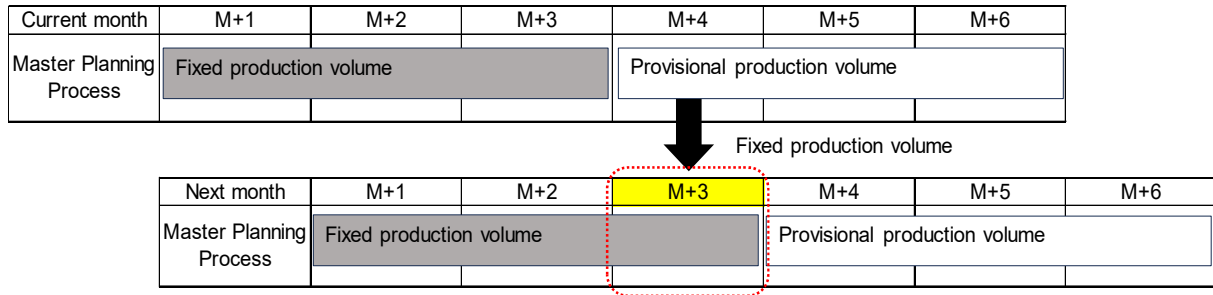 Current month M+1 M+2 M+3 M+4 M+5 M+6
Master Planning
Process
Fixed production volume
Provisional production volume
Fixed production volume
Next month M+1 M+2 M+3 M+4 M+5 M+6
Master Planning
Process
Fixed production volume
Provisional production volume